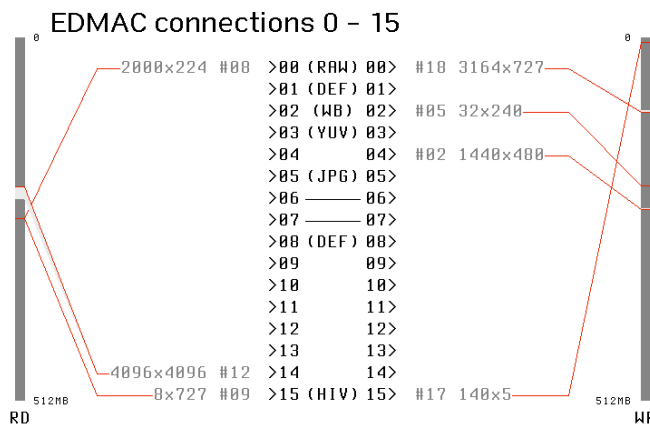 EDMAC connections 0 - 15
0 0
2000x224 #08 >00 (RAW) 00> #18 3164x727
>01 (DEF) 01>
>02 (WB) 02> #05 32x240
>03 (YUV) 03>
>04 04> #02 1440x480
>05 (JPG) 05>
>06 06>
>07 07>
>08 (DEF) 08>
>09 09>
>10 10>
>11 11>
>12 12>
>13 13>
4096x4096 #12 >14 14>
8x727 #09 >15 (HIV) 15> #17 140x5
512MB 512MB
RD